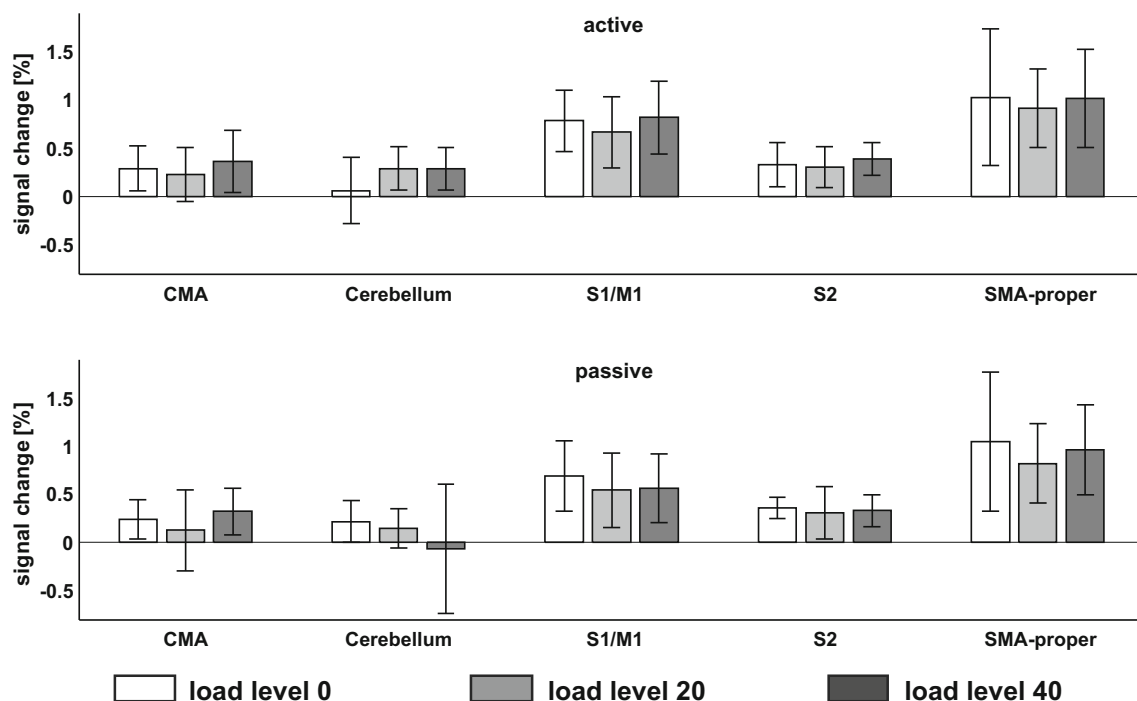 active
signal change [%]
1.5
1
0.5
0
-0.5
CMA Cerebellum S1/M1 S2 SMA-proper
passive
signal change [%]
1.5
1
0.5
0
-0.5
CMA Cerebellum S1/M1 S2 SMA-proper
load level 0 load level 20 load level 40